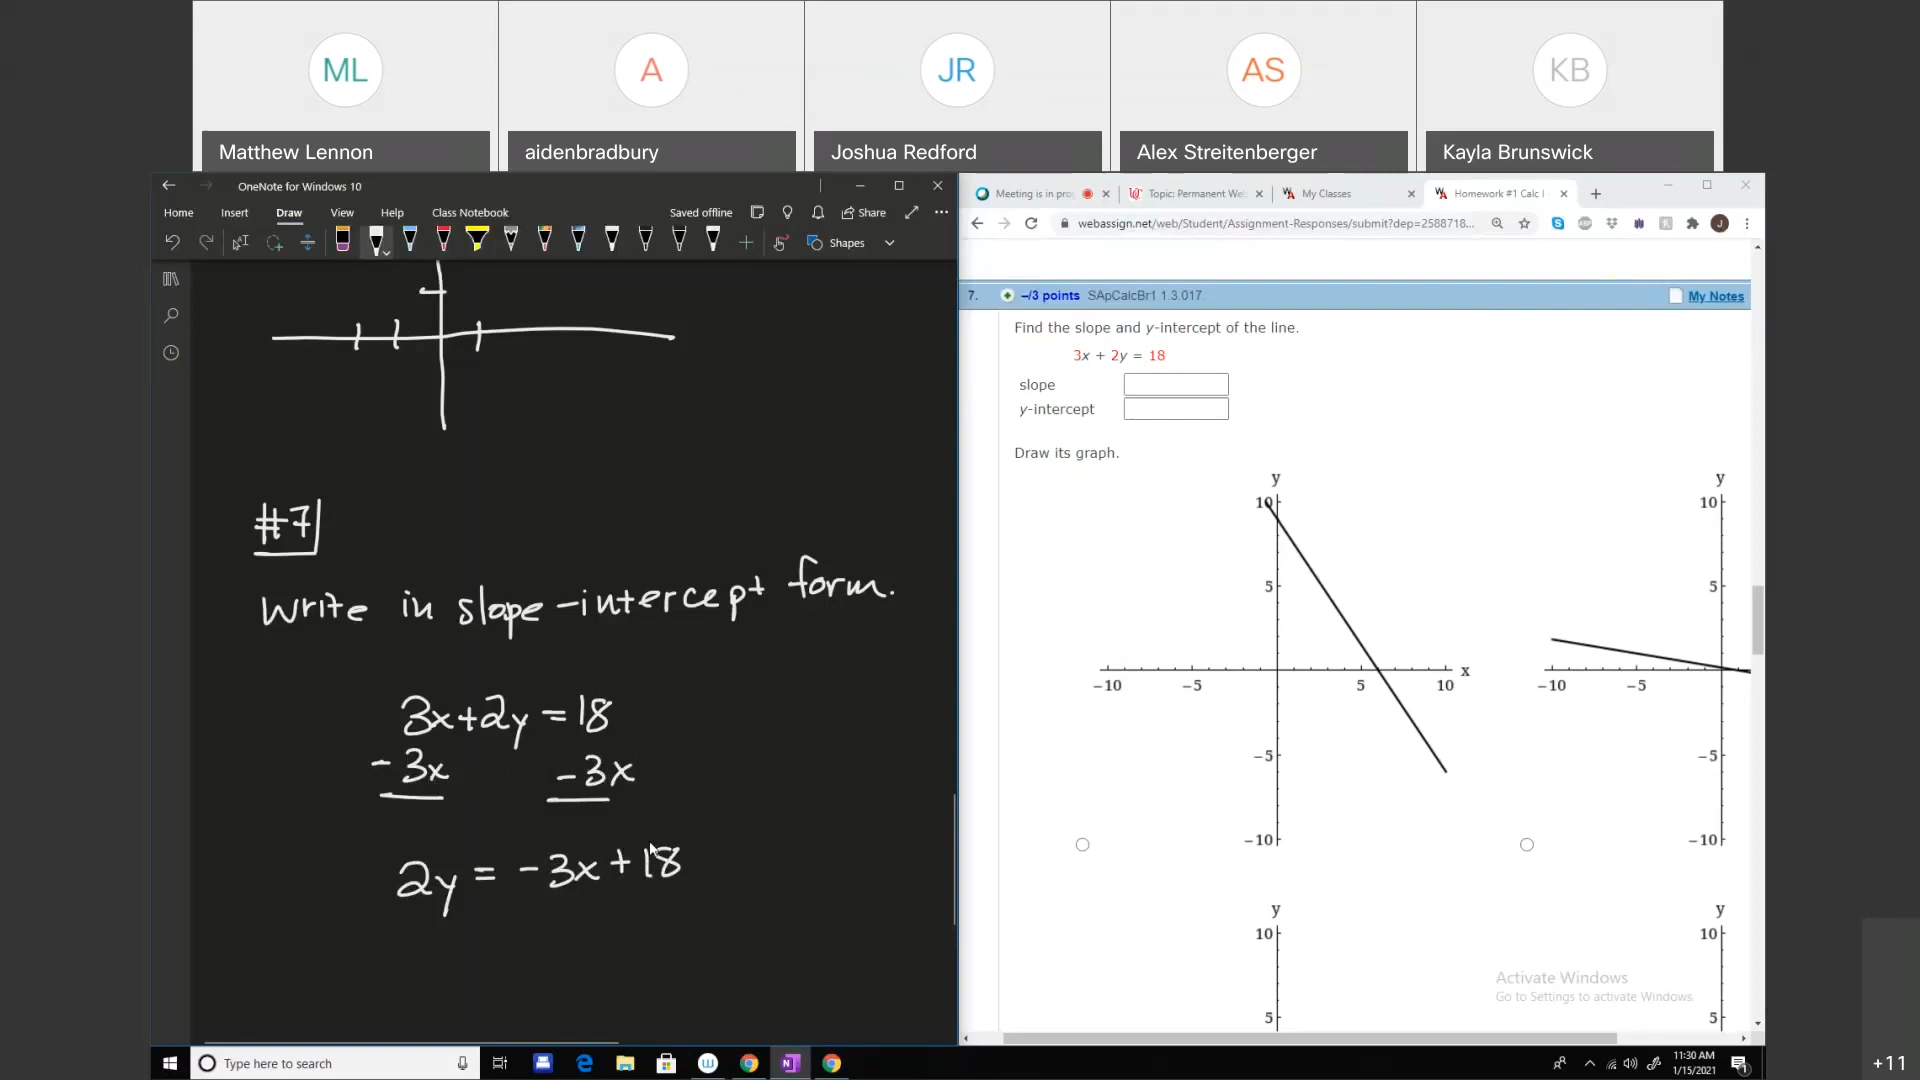 ML
A
JR
AS
KB
Matthew Lennon
aidenbradbury
Joshua Redford
Alex Streitenberger
Kayla Brunswick
OneNote for Windows 10
Home Insert Draw View Help Class Notebook Saved offline Share
Shapes
#7
Write in slope-intercept form.
3x+2y = 18
-3x -3x
2y = -3x + 18
Meeting is in pro
Topic: Permanent We
My Classes
Homework #1 Calc I -
webassign.net/web/Student/Assignment-Responses/submit?dep=2588718...
J
7. –/3 points SApCalcBr1 1.3.017. My Notes
Find the slope and y-intercept of the line.
3x + 2y = 18
slope
y-intercept
Draw its graph.
y
10
5
−10 −5 5 10 x
−5
−10
y
10
5
−10 −5
−5
−10
y
10
5
y
10
5
Activate Windows
Go to Settings to activate Windows.
Type here to search
11:30 AM
1/15/2021
+11